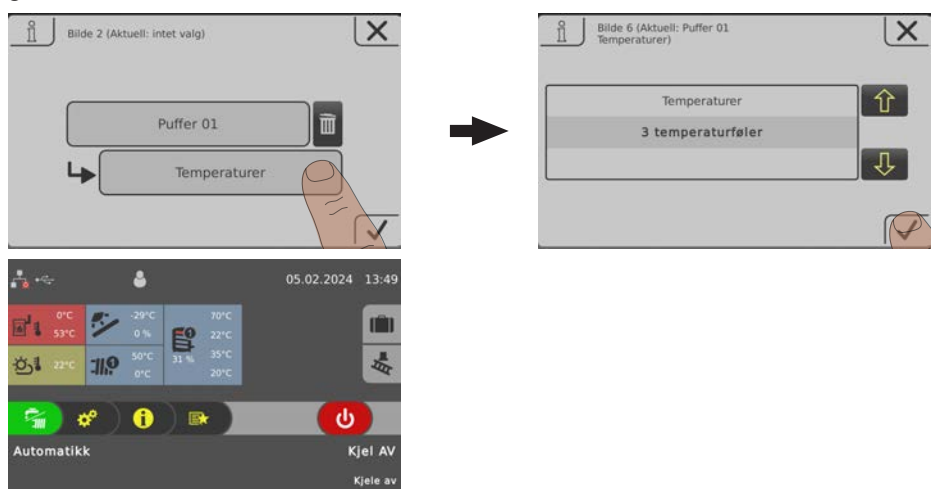 Bilde 2 (Aktuell: intet valg)
Puffer 01
Temperaturer
Bilde 6 (Aktuell: Puffer 01
Temperaturer)
Temperaturer
3 temperaturføler
05.02.2024 13:49
0°C
53°C
-29°C
0 %
70°C
22°C
31 %
35°C
20°C
22°C
50°C
0°C
Automatikk
Kjel AV
Kjele av